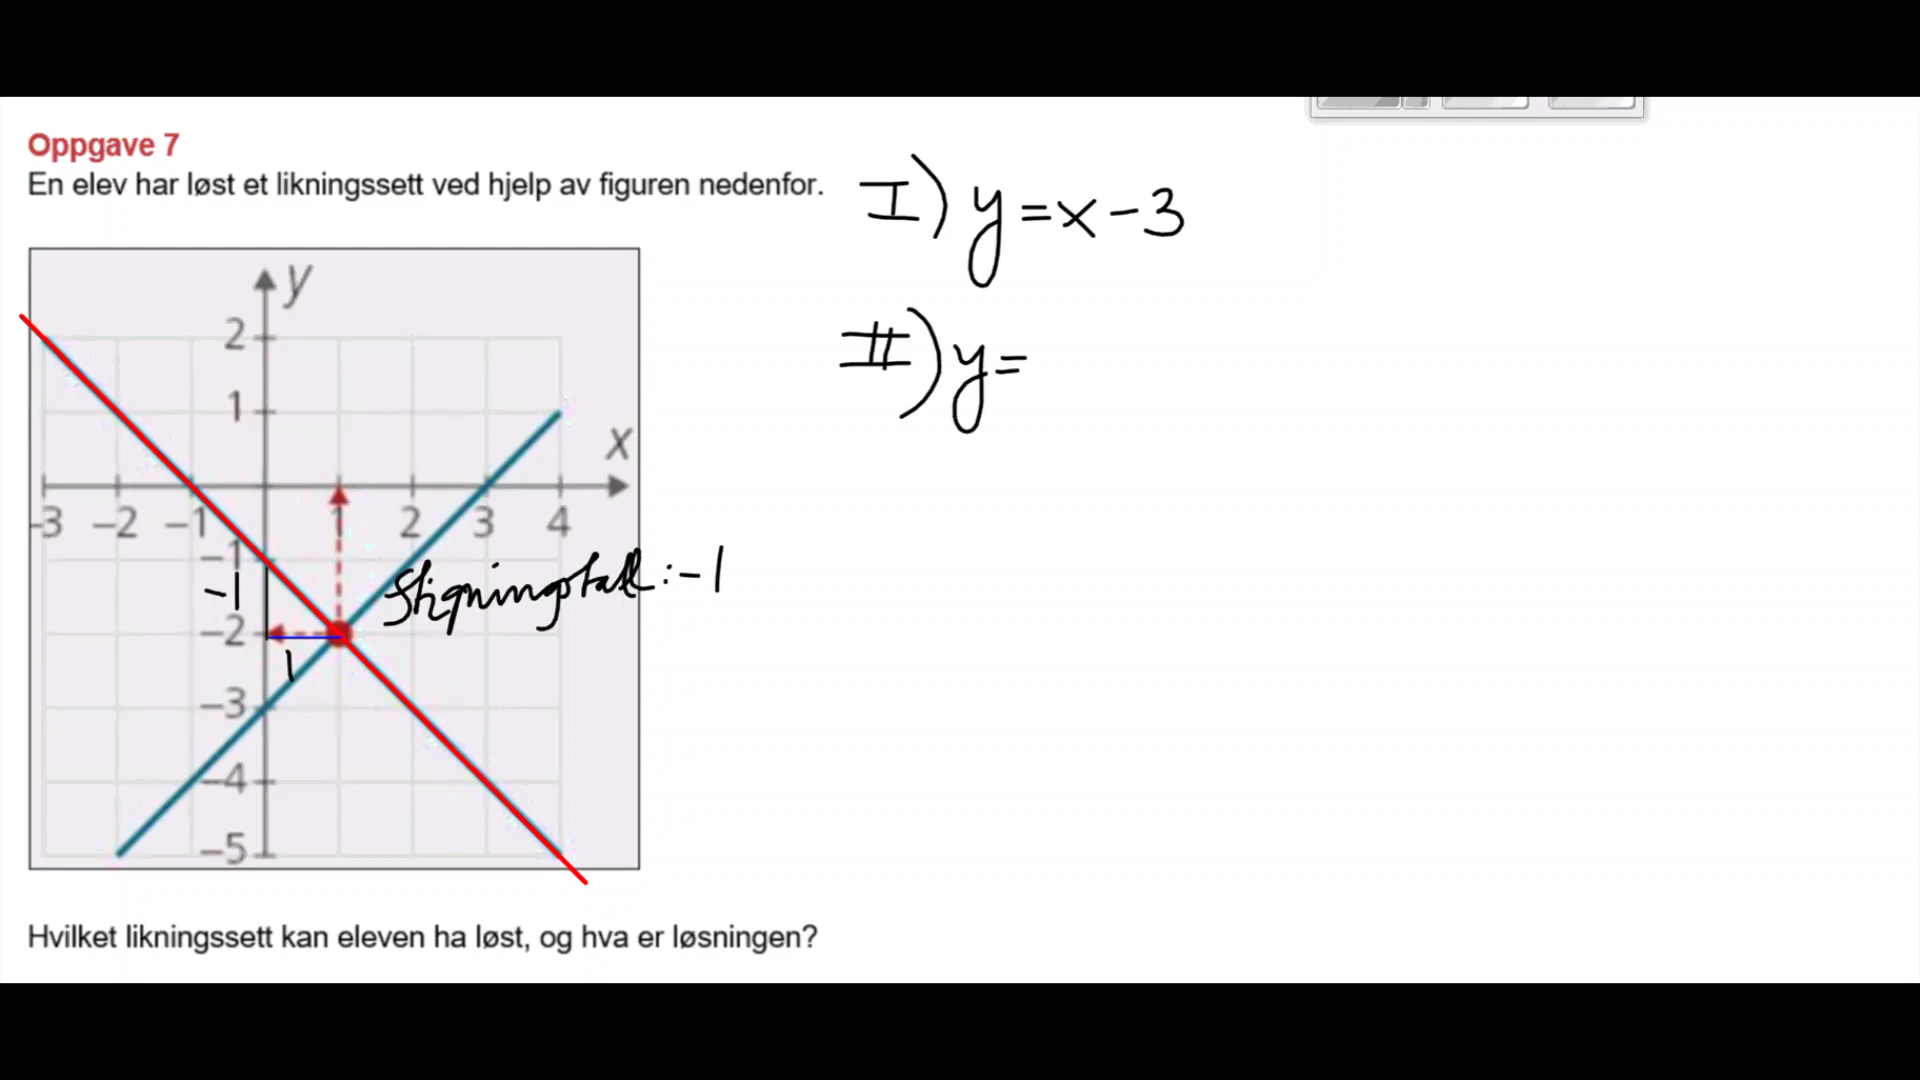 Oppgave 7
En elev har løst et likningssett ved hjelp av figuren nedenfor.
I) y = x - 3
II) y =
y
2
1
x
-3 -2 -1 1 2 3 4
-1
-1
Stigningstall: -1
-2
1
-3
-4
-5
Hvilket likningssett kan eleven ha løst, og hva er løsningen?